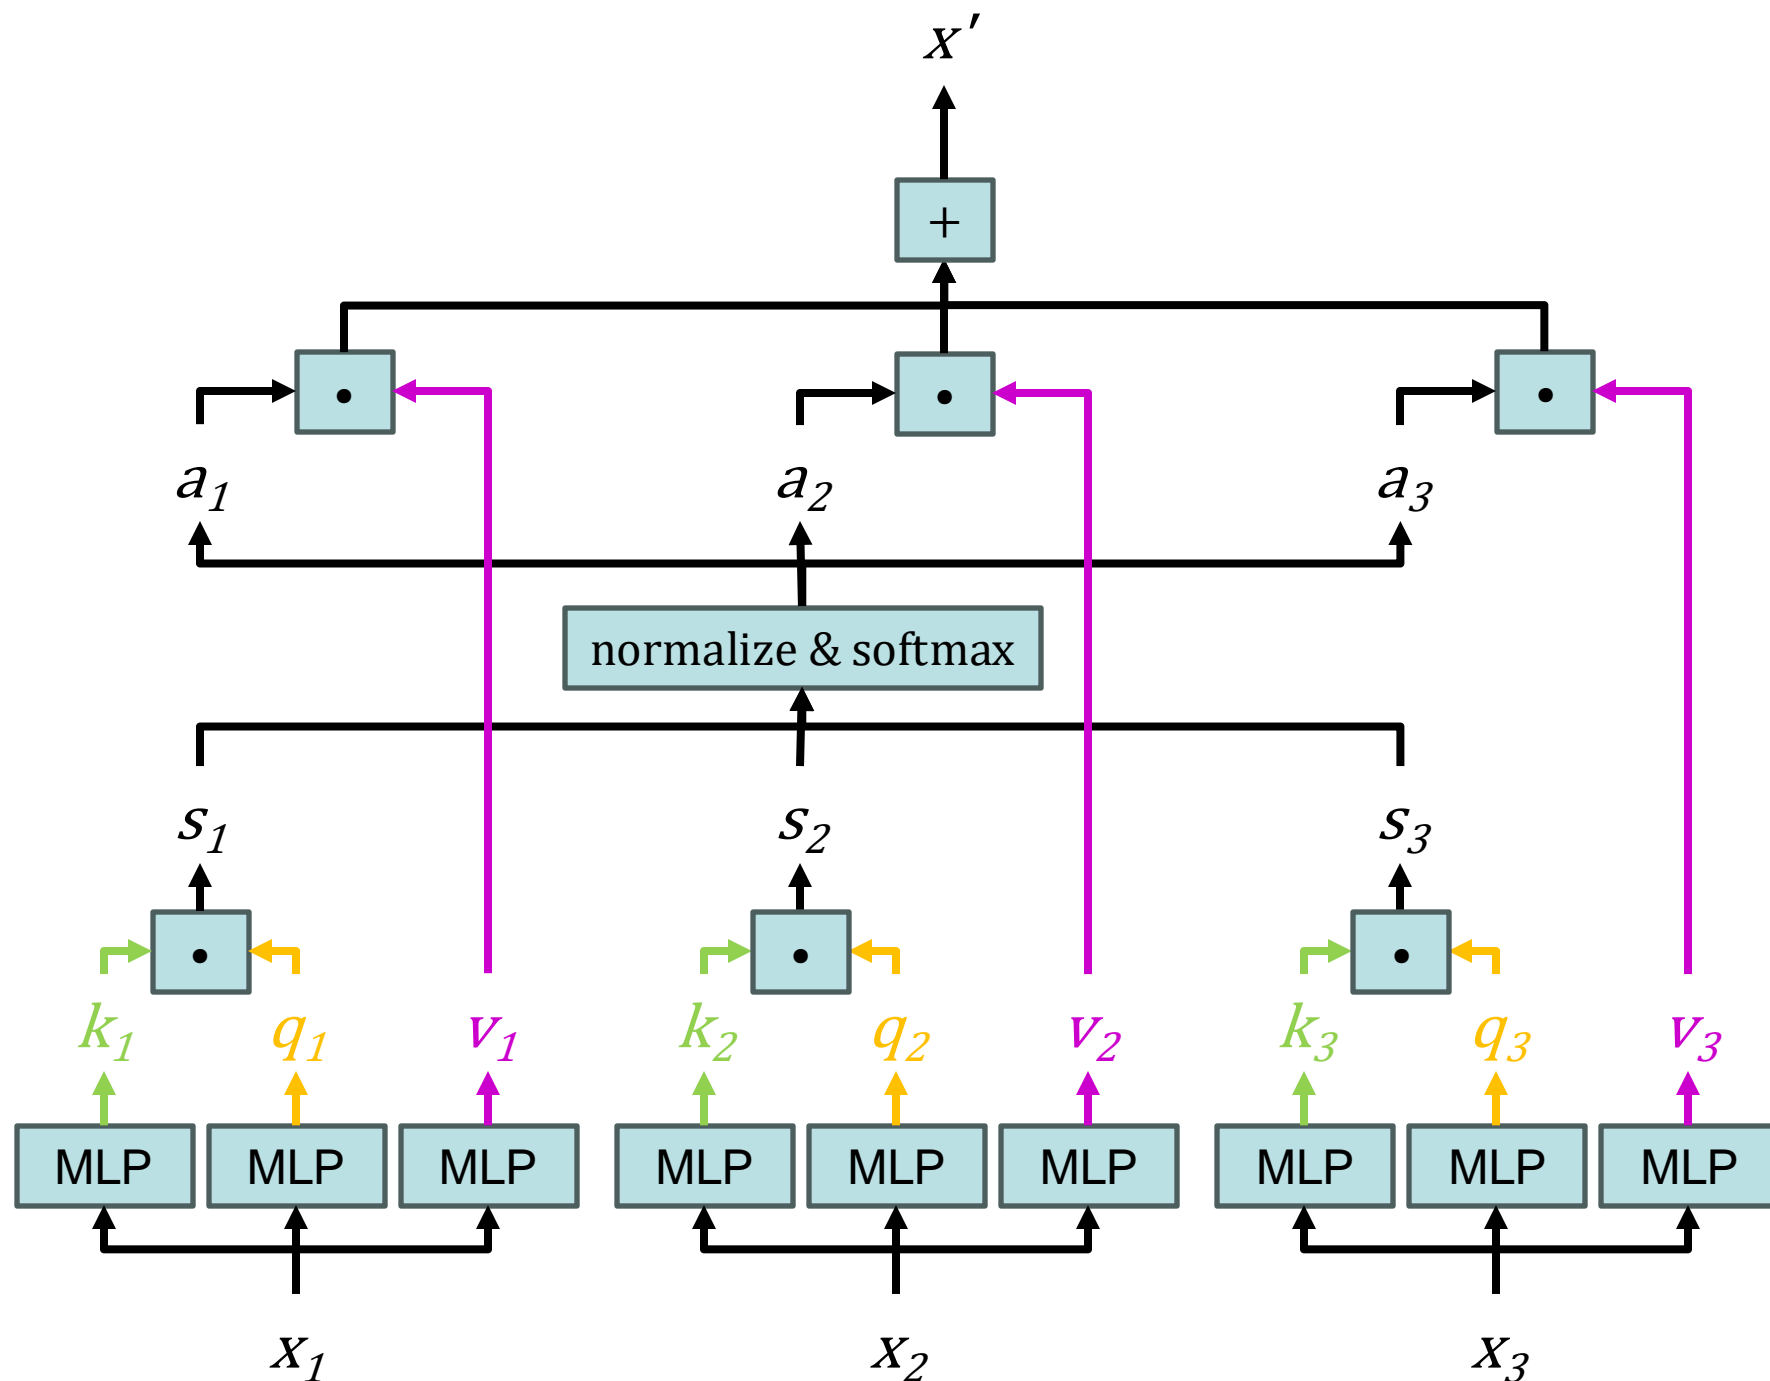 x′
+
• • •
a₁ a₂ a₃
normalize & softmax
s₁ s₂ s₃
• • •
k₁ q₁ v₁ k₂ q₂ v₂ k₃ q₃ v₃
MLP MLP MLP MLP MLP MLP MLP MLP MLP
x₁ x₂ x₃